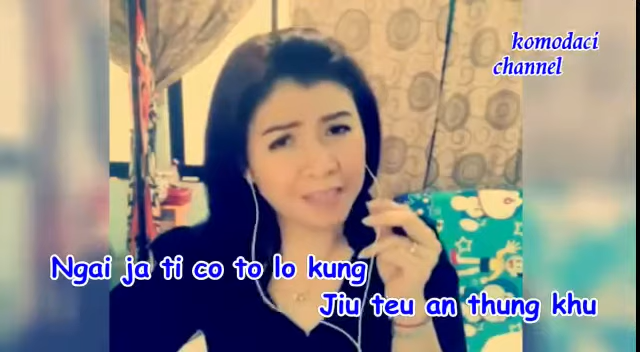 komodaci
channel
Ngai ja ti co to lo kung
Jiu teu an thung khu